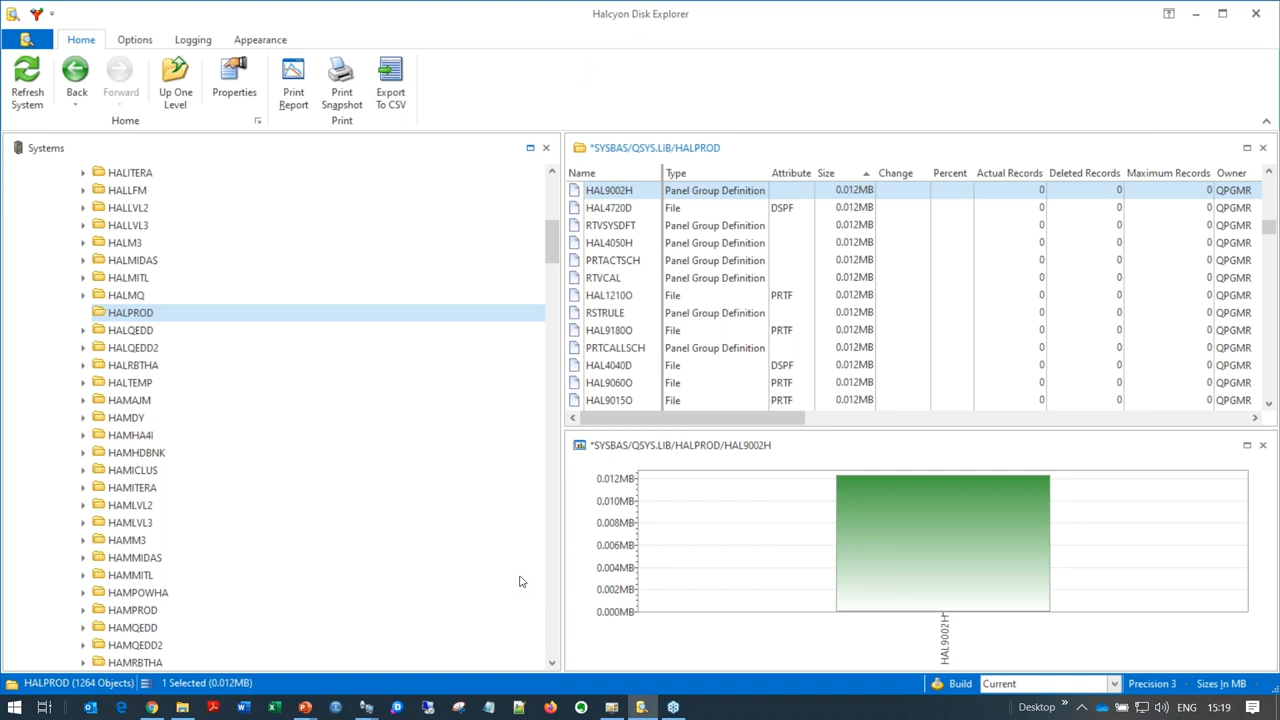 Halcyon Disk Explorer
Home Options Logging Appearance
Refresh System
Back
Forward
Up One Level
Properties
Print Report
Print Snapshot
Export To CSV
Home
Print
Systems
HALITERA
HALLFM
HALLVL2
HALLVL3
HALM3
HALMIDAS
HALMITL
HALMQ
HALPROD
HALQEDD
HALQEDD2
HALRBTHA
HALTEMP
HAMAJM
HAMDY
HAMHA4I
HAMHDBNK
HAMICLUS
HAMITERA
HAMLVL2
HAMLVL3
HAMM3
HAMMIDAS
HAMMITL
HAMPOWHA
HAMPROD
HAMQEDD
HAMQEDD2
HAMRBTHA
*SYSBAS/QSYS.LIB/HALPROD
Name Type Attribute Size Change Percent Actual Records Deleted Records Maximum Records Owner
HAL9002H Panel Group Definition 0.012MB 0 0 0 QPGMR
HAL4720D File DSPF 0.012MB 0 0 0 QPGMR
RTVSYSDFT Panel Group Definition 0.012MB 0 0 0 QPGMR
HAL4050H Panel Group Definition 0.012MB 0 0 0 QPGMR
PRTACTSCH Panel Group Definition 0.012MB 0 0 0 QPGMR
RTVCAL Panel Group Definition 0.012MB 0 0 0 QPGMR
HAL1210O File PRTF 0.012MB 0 0 0 QPGMR
RSTRULE Panel Group Definition 0.012MB 0 0 0 QPGMR
HAL9180O File PRTF 0.012MB 0 0 0 QPGMR
PRTCALLSCH Panel Group Definition 0.012MB 0 0 0 QPGMR
HAL4040D File DSPF 0.012MB 0 0 0 QPGMR
HAL9060O File PRTF 0.012MB 0 0 0 QPGMR
HAL9015O File PRTF 0.012MB 0 0 0 QPGMR
*SYSBAS/QSYS.LIB/HALPROD/HAL9002H
0.012MB
0.010MB
0.008MB
0.006MB
0.004MB
0.002MB
0.000MB
HAL9002H
HALPROD (1264 Objects) 1 Selected (0.012MB) Build Current Precision 3 Sizes In MB
Desktop ENG 15:19